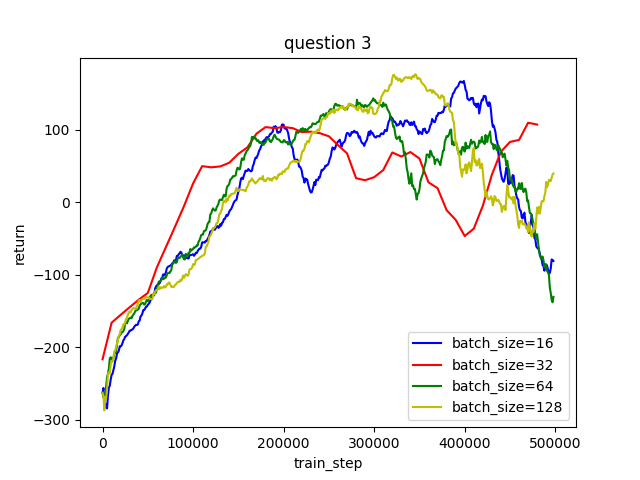 question 3
return
100
0
−100
−200
−300
0 100000 200000 300000 400000 500000
train_step
batch_size=16
batch_size=32
batch_size=64
batch_size=128